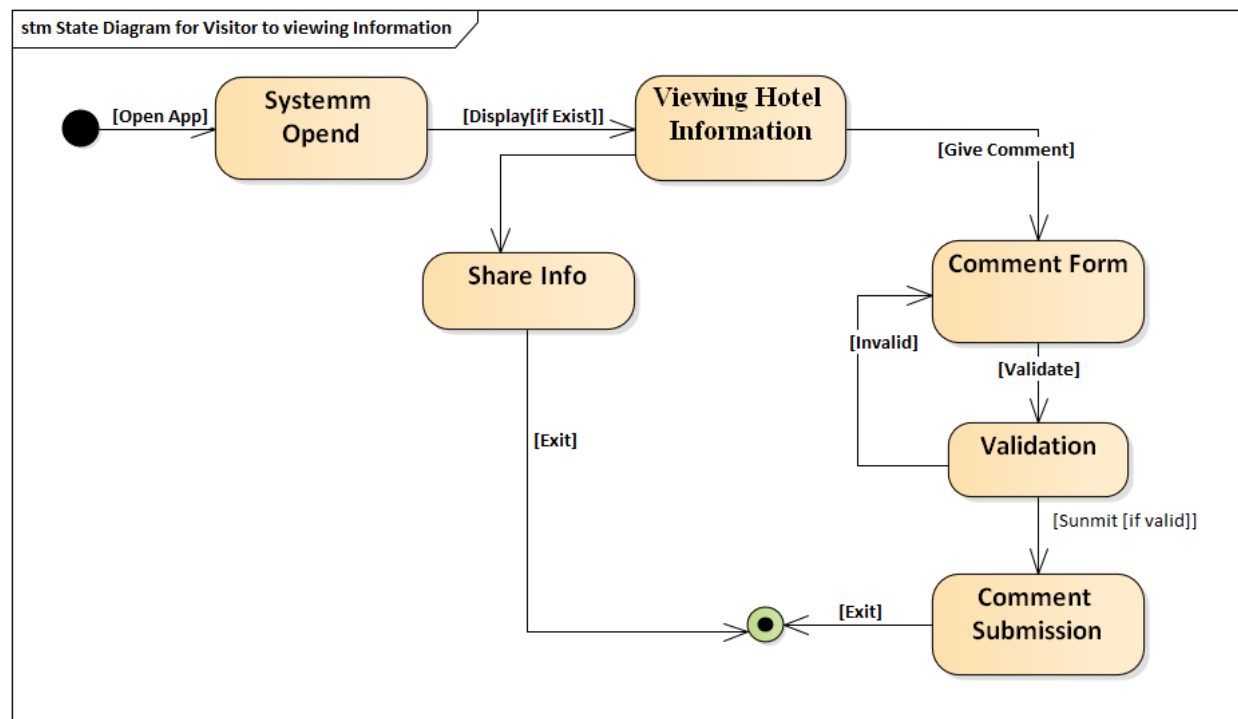 stm State Diagram for Visitor to viewing Information
[Open App]
Systemm
Opend
[Display[if Exist]]
Viewing Hotel
Information
[Give Comment]
Share Info
Comment Form
[Invalid]
[Validate]
[Exit]
Validation
[Sunmit [if valid]]
Comment
Submission
[Exit]